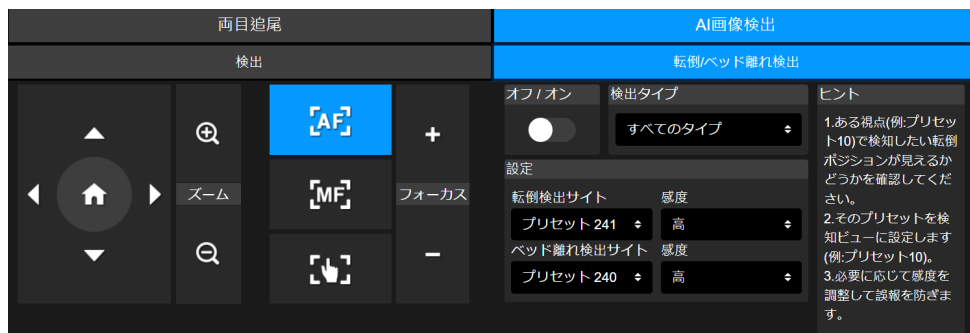 両目追尾
AI画像検出
検出
転倒/ベッド離れ検出
オフ / オン
検出タイプ
すべてのタイプ
設定
転倒検出サイト
感度
プリセット 241
高
ベッド離れ検出サイト
感度
プリセット 240
高
ヒント
1.ある視点(例:プリセッ
ト10)で検知したい転倒
ポジションが見えるか
どうかを確認してくだ
さい。
2.そのプリセットを検
知ビューに設定します
(例:プリセット10)。
3.必要に応じて感度を
調整して誤報を防ぎま
す。
ズーム
AF
MF
+
フォーカス
−